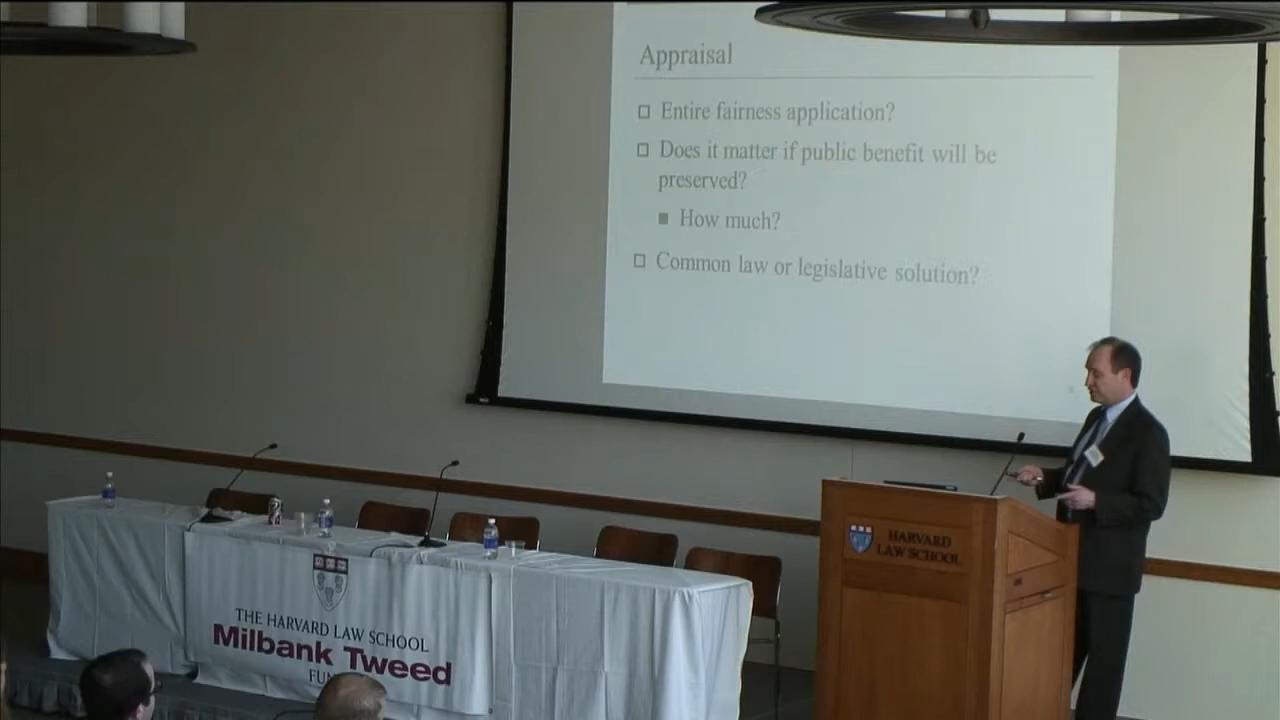 Appraisal
Entire fairness application?
Does it matter if public benefit will be
preserved?
How much?
Common law or legislative solution?
HARVARD
LAW SCHOOL
THE HARVARD LAW SCHOOL
Milbank Tweed